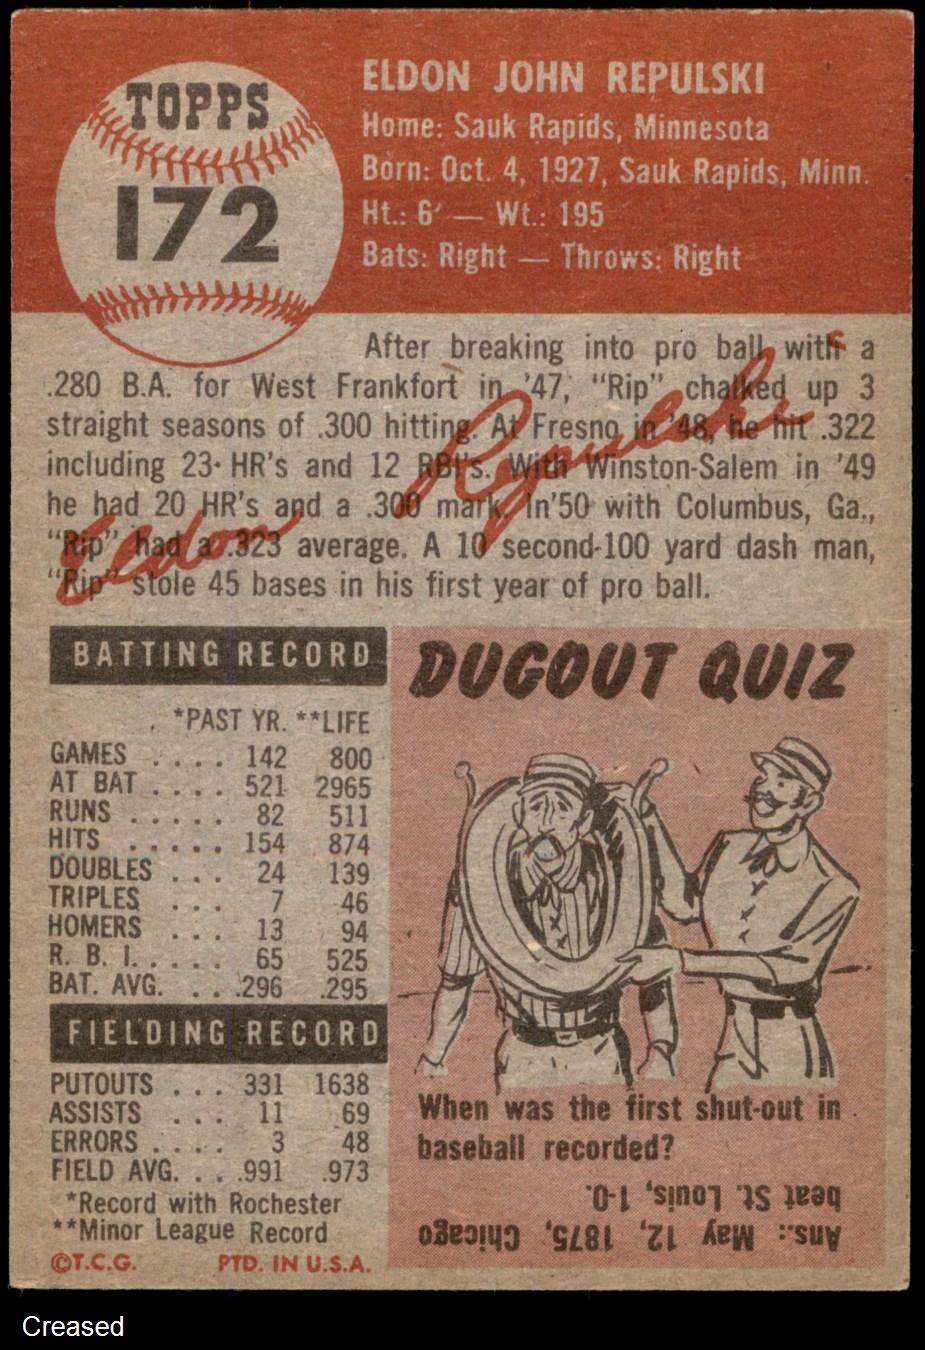 TOPPS
172
ELDON JOHN REPULSKI
Home: Sauk Rapids, Minnesota
Born: Oct. 4, 1927, Sauk Rapids, Minn.
Ht.: 6′ — Wt.: 195
Bats: Right — Throws: Right
After breaking into pro ball with a
.280 B.A. for West Frankfort in '47, "Rip" chalked up 3
straight seasons of .300 hitting. At Fresno in '48, he hit .322
including 23 HR's and 12 RBI's. With Winston-Salem in '49
he had 20 HR's and a .300 mark. In '50 with Columbus, Ga.,
"Rip" had a .323 average. A 10 second-100 yard dash man,
"Rip" stole 45 bases in his first year of pro ball.
Eldon Repulski
BATTING RECORD
*PAST YR. **LIFE
GAMES .... 142 800
AT BAT .... 521 2965
RUNS ..... 82 511
HITS ..... 154 874
DOUBLES ... 24 139
TRIPLES ... 7 46
HOMERS ... 13 94
R. B. I. .... 65 525
BAT. AVG. ... .296 .295
FIELDING RECORD
PUTOUTS ... 331 1638
ASSISTS ... 11 69
ERRORS .... 3 48
FIELD AVG. ... .991 .973
*Record with Rochester
**Minor League Record
©T.C.G. PTD. IN U.S.A.
DUGOUT QUIZ
When was the first shut-out in
baseball recorded?
Ans.: May 12, 1875, Chicago
beat St. Louis, 1-0.
Creased